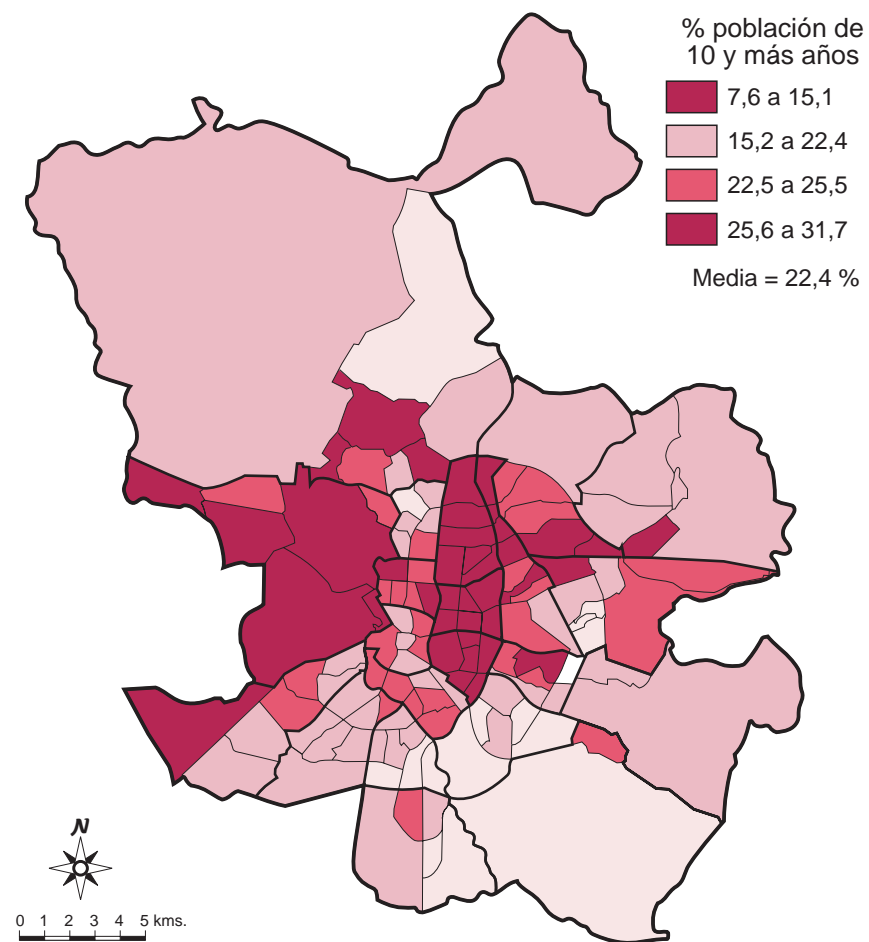 % población de
10 y más años
7,6 a 15,1
15,2 a 22,4
22,5 a 25,5
25,6 a 31,7
Media = 22,4 %
N
0 1 2 3 4 5 kms.